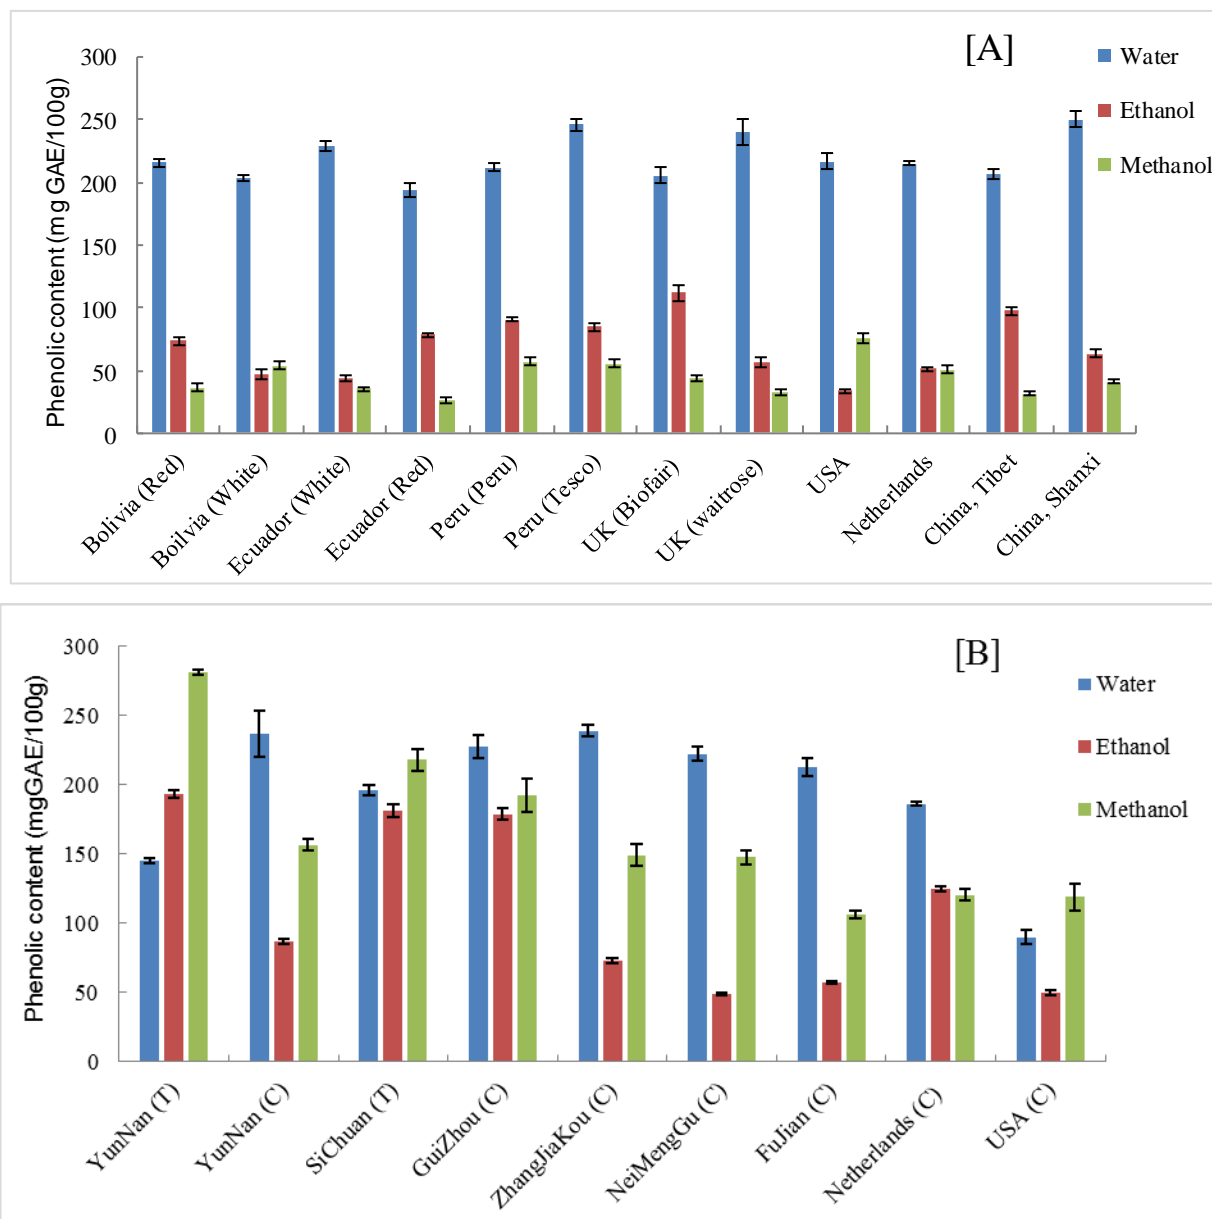 [A]
Phenolic content (mg GAE/100g)
300
250
200
150
100
50
0
Water
Ethanol
Methanol
Bolivia (Red)
Boilvia (White)
Ecuador (White)
Ecuador (Red)
Peru (Peru)
Peru (Tesco)
UK (Biofair)
UK (waitrose)
USA
Netherlands
China, Tibet
China, Shanxi
[B]
Phenolic content (mgGAE/100g)
300
250
200
150
100
50
0
Water
Ethanol
Methanol
YunNan (T)
YunNan (C)
SiChuan (T)
GuiZhou (C)
ZhangJiaKou (C)
NeiMengGu (C)
FuJian (C)
Netherlands (C)
USA (C)